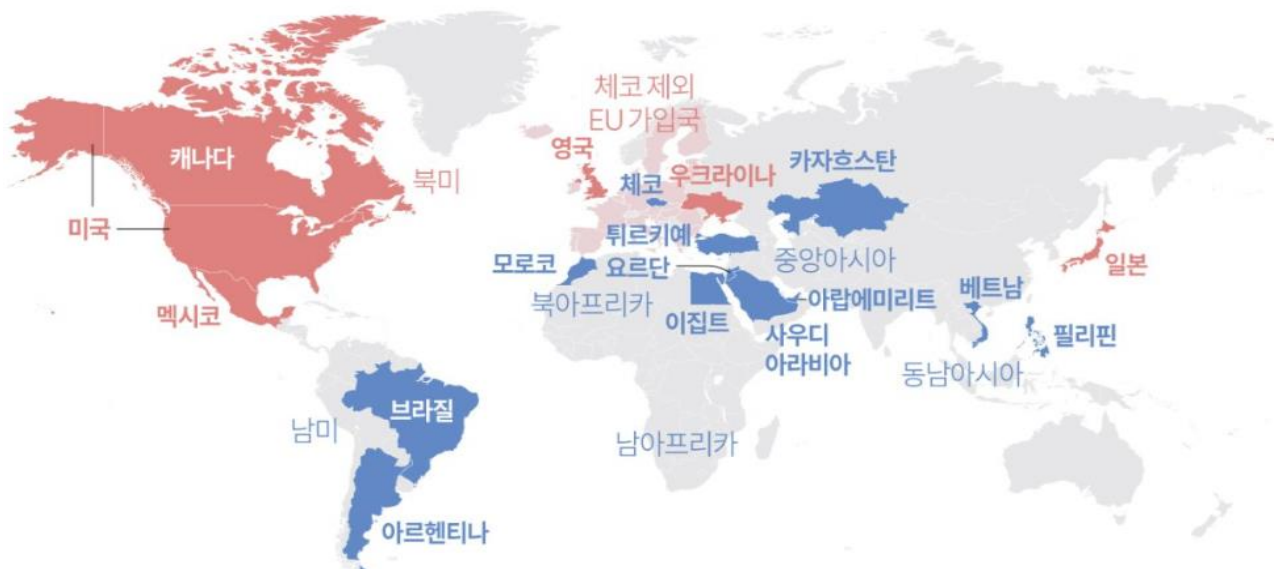 체코 제외
EU 가입국
영국
캐나다
카자흐스탄
북미
체코
우크라이나
미국
튀르키예
모로코
요르단
중앙아시아
일본
북아프리카
아랍에미리트
베트남
멕시코
이집트
사우디
아라비아
필리핀
동남아시아
브라질
남미
남아프리카
아르헨티나